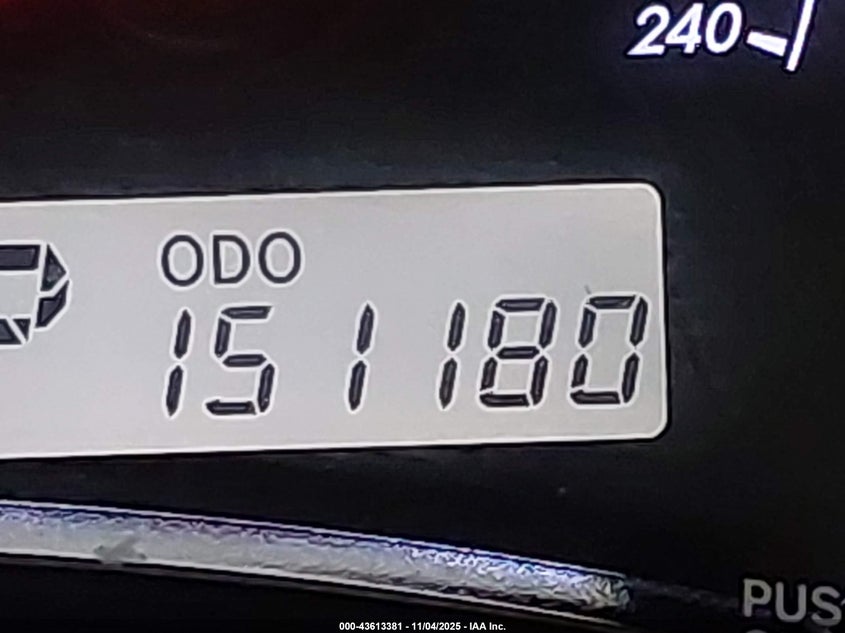 240
ODO
151180
PUS
000-43613381 - 11/04/2025 - IAA Inc.